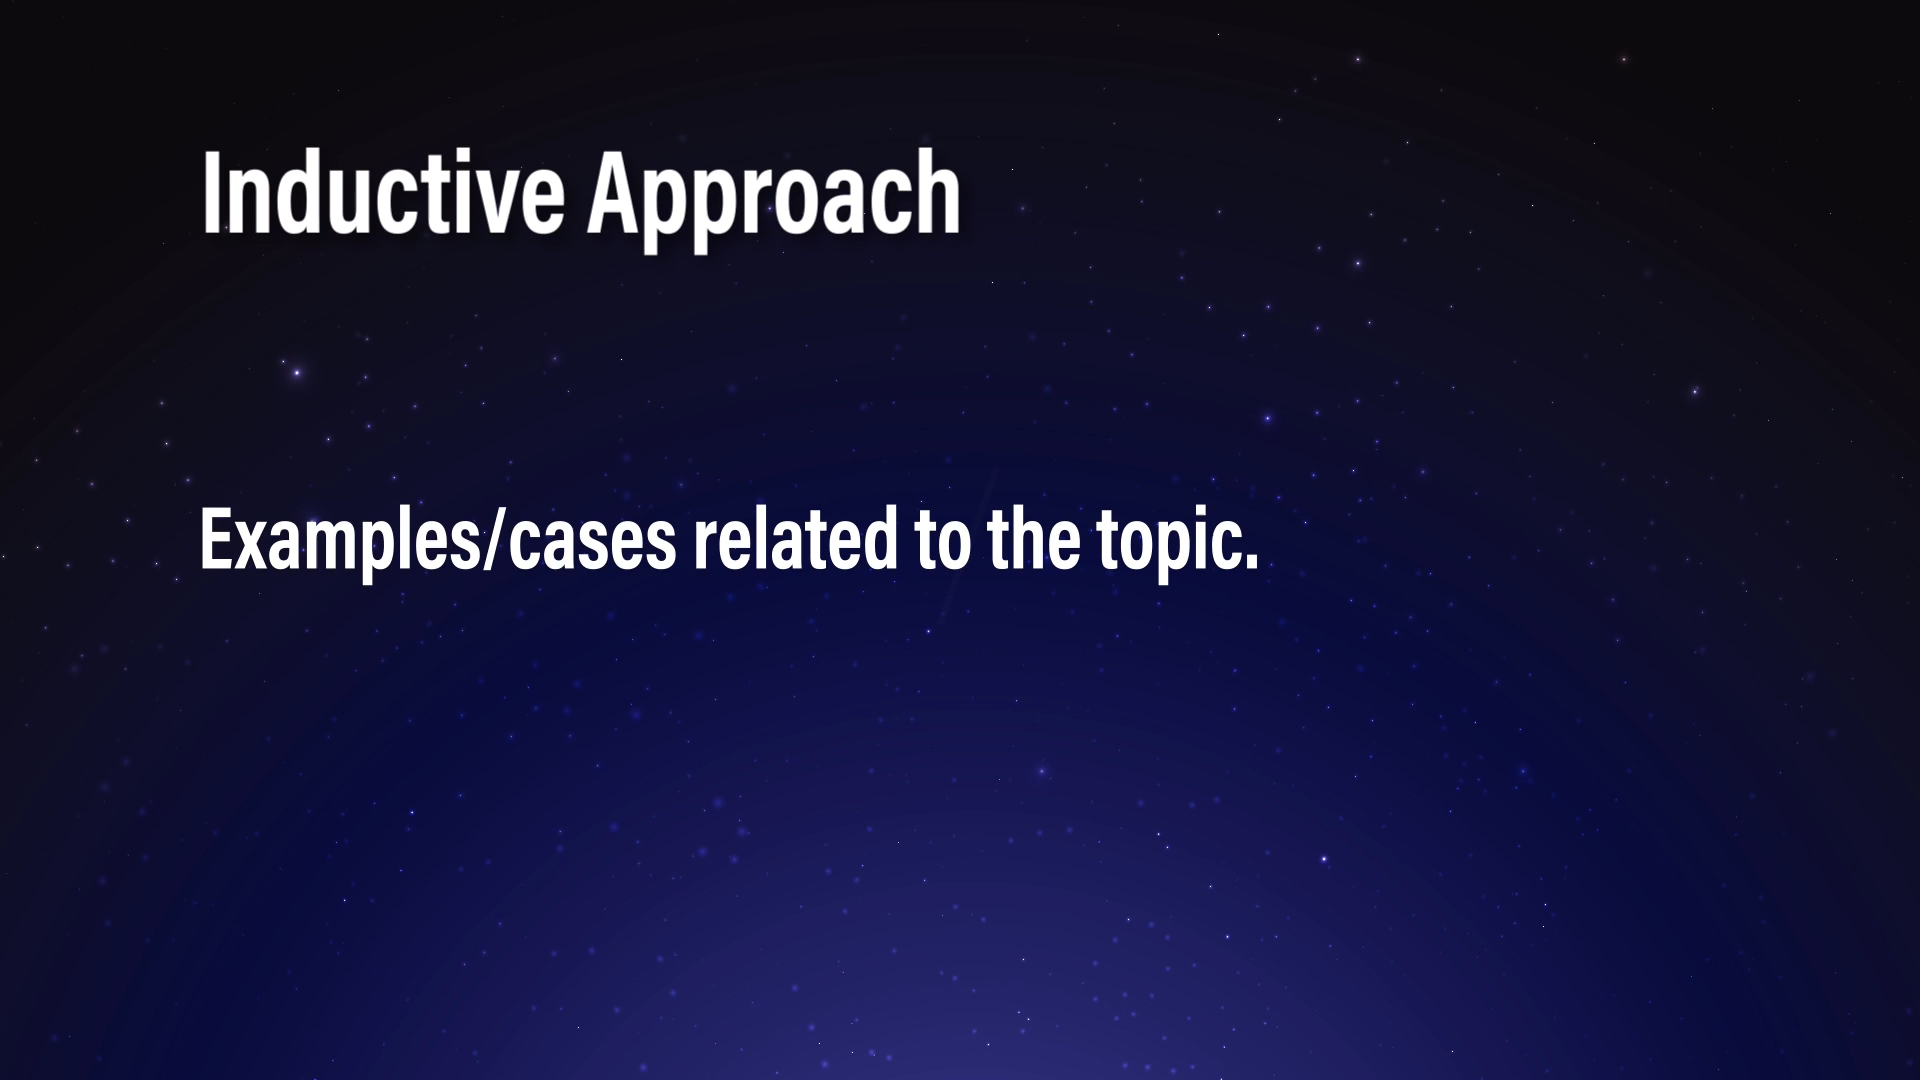 Inductive Approach
Examples/cases related to the topic.